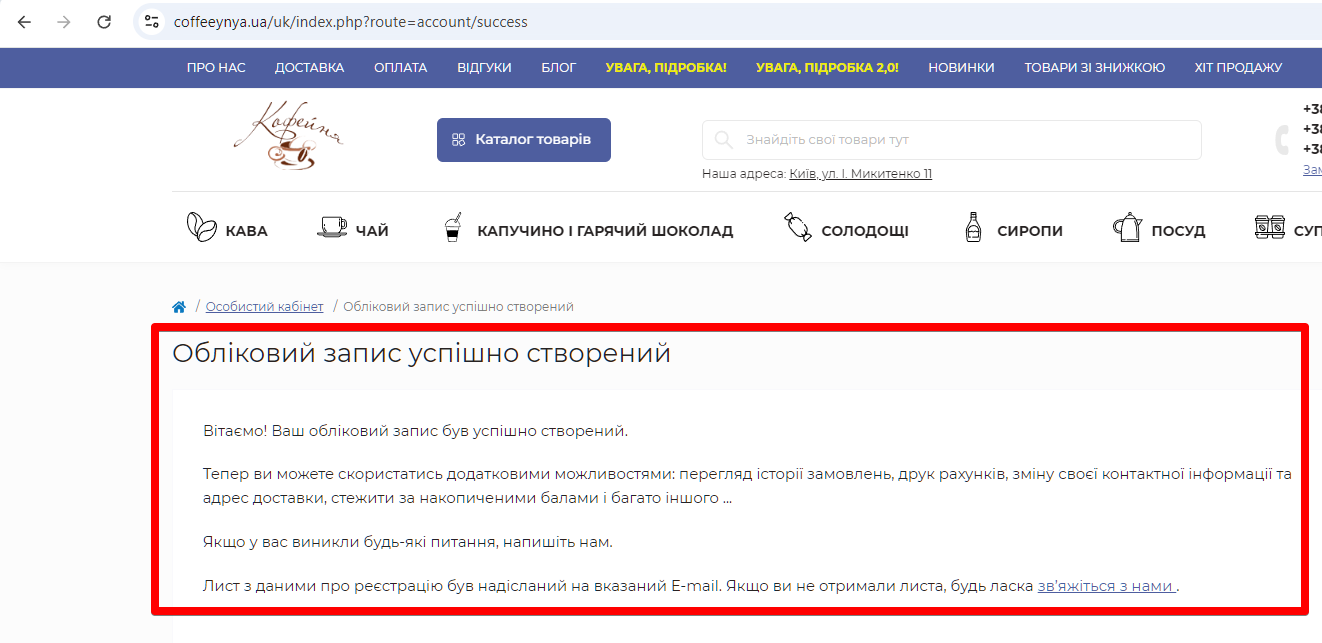 coffeeynya.ua/uk/index.php?route=account/success
ПРО НАС ДОСТАВКА ОПЛАТА ВІДГУКИ БЛОГ УВАГА, ПІДРОБКА! УВАГА, ПІДРОБКА 2,0! НОВИНКИ ТОВАРИ ЗІ ЗНИЖКОЮ ХІТ ПРОДАЖУ
Кофейня
Каталог товарів
Знайдіть свої товари тут
Наша адреса: Київ, ул. І. Микитенко 11
+38
+38
+38
КАВА ЧАЙ КАПУЧИНО І ГАРЯЧИЙ ШОКОЛАД СОЛОДОЩІ СИРОПИ ПОСУД
/ Особистий кабінет / Обліковий запис успішно створений
Обліковий запис успішно створений
Вітаємо! Ваш обліковий запис був успішно створений.
Тепер ви можете скористатись додатковими можливостями: перегляд історії замовлень, друк рахунків, зміну своєї контактної інформації та
адрес доставки, стежити за накопиченими балами і багато іншого ...
Якщо у вас виникли будь-які питання, напишіть нам.
Лист з даними про реєстрацію був надісланий на вказаний E-mail. Якщо ви не отримали листа, будь ласка зв'яжіться з нами .